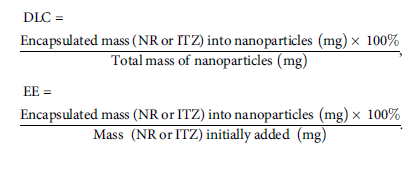 DLC =
Encapsulated mass (NR or ITZ) into nanoparticles (mg) × 100%
Total mass of nanoparticles (mg) ,
EE =
Encapsulated mass (NR or ITZ) into nanoparticles (mg) × 100%
Mass (NR or ITZ) initially added (mg) .